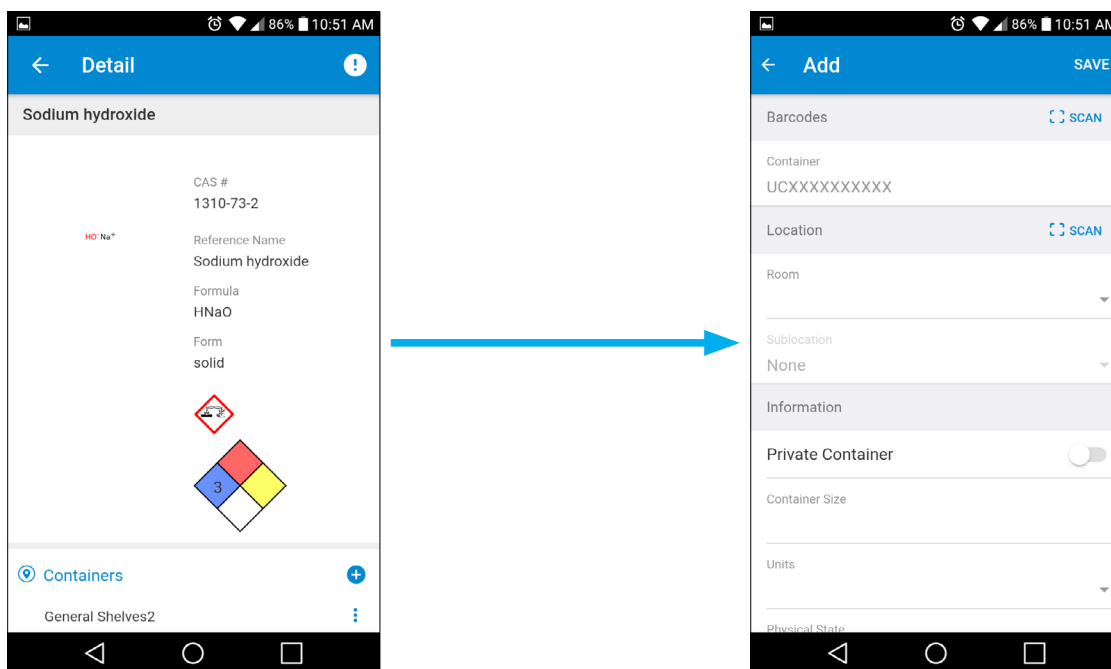 86% 10:51 AM
Detail
Sodium hydroxide
CAS #
1310-73-2
HO⁻ Na⁺
Reference Name
Sodium hydroxide
Formula
HNaO
Form
solid
3
Containers
General Shelves2
86% 10:51 AM
Add SAVE
Barcodes SCAN
Container
UCXXXXXXXXXX
Location SCAN
Room
Sublocation
None
Information
Private Container
Container Size
Units
Physical State